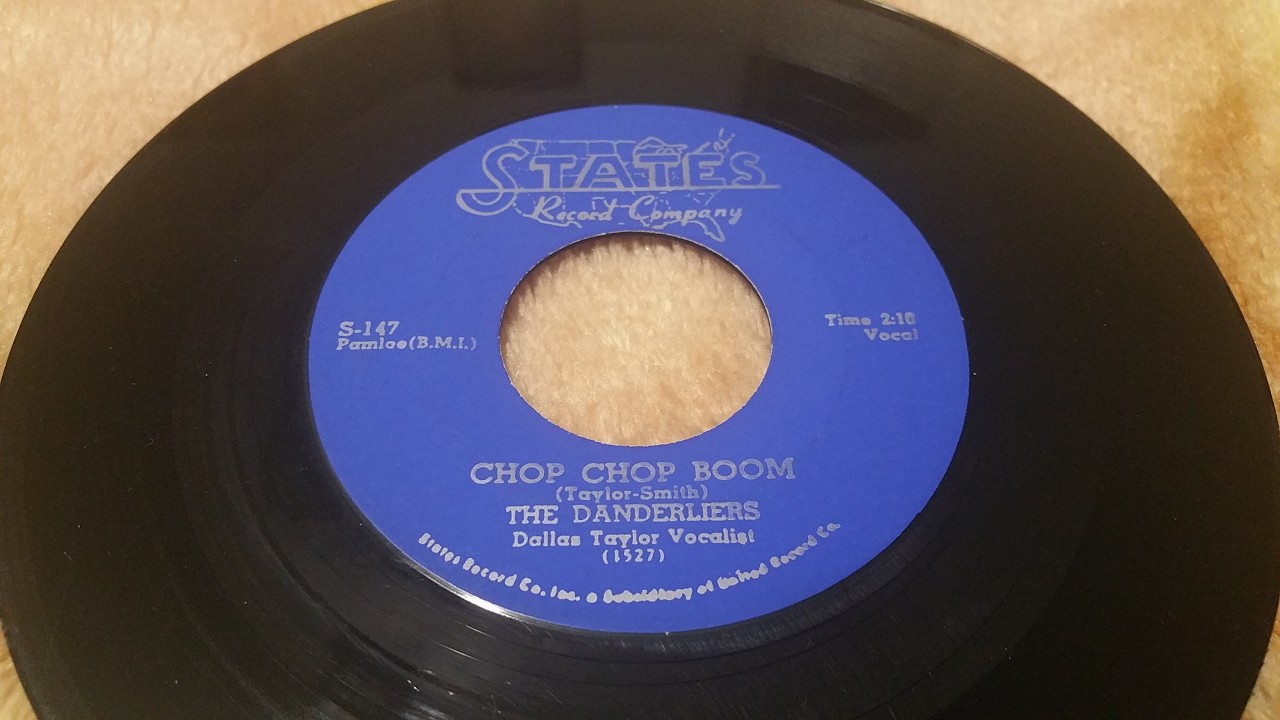 STATES
Record Company
S-147
Pamlee (B.M.I.)
Time 2:10
Vocal
CHOP CHOP BOOM
(Taylor-Smith)
THE DANDERLIERS
Dallas Taylor Vocalist
(1527)
States Record Co., Inc. a Subsidiary of United Record Co.